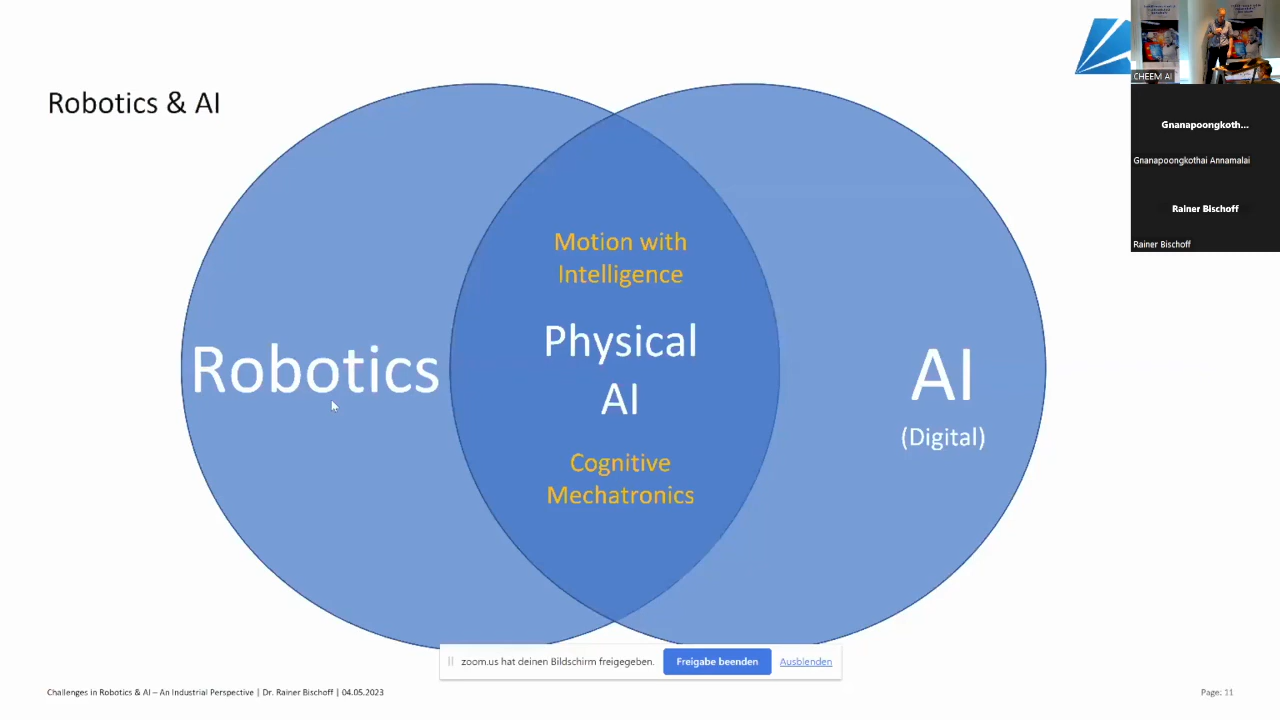 Robotics & AI
Motion with
Intelligence
Robotics
Physical
AI
Cognitive
Mechatronics
AI
(Digital)
CHEEM AI
Gnanapoongkoth...
Gnanapoongkothai Annamalai
Rainer Bischoff
Rainer Bischoff
zoom.us hat deinen Bildschirm freigegeben.
Freigabe beenden
Ausblenden
Challenges in Robotics & AI – An Industrial Perspective | Dr. Rainer Bischoff | 04.05.2023
Page: 11